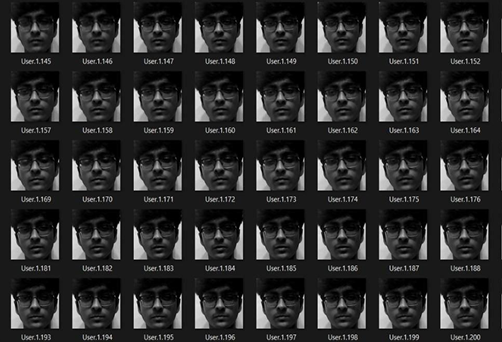 User.1.145 User.1.146 User.1.147 User.1.148 User.1.149 User.1.150 User.1.151 User.1.152
User.1.157 User.1.158 User.1.159 User.1.160 User.1.161 User.1.162 User.1.163 User.1.164
User.1.169 User.1.170 User.1.171 User.1.172 User.1.173 User.1.174 User.1.175 User.1.176
User.1.181 User.1.182 User.1.183 User.1.184 User.1.185 User.1.186 User.1.187 User.1.188
User.1.193 User.1.194 User.1.195 User.1.196 User.1.197 User.1.198 User.1.199 User.1.200